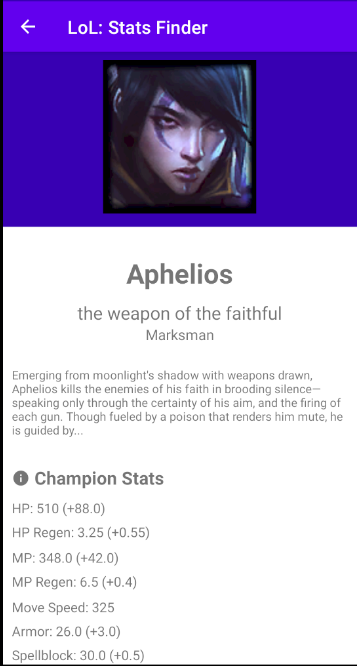 LoL: Stats Finder
Aphelios
the weapon of the faithful
Marksman
Emerging from moonlight's shadow with weapons drawn,
Aphelios kills the enemies of his faith in brooding silence—
speaking only through the certainty of his aim, and the firing of
each gun. Though fueled by a poison that renders him mute, he
is guided by...
Champion Stats
HP: 510 (+88.0)
HP Regen: 3.25 (+0.55)
MP: 348.0 (+42.0)
MP Regen: 6.5 (+0.4)
Move Speed: 325
Armor: 26.0 (+3.0)
Spellblock: 30.0 (+0.5)